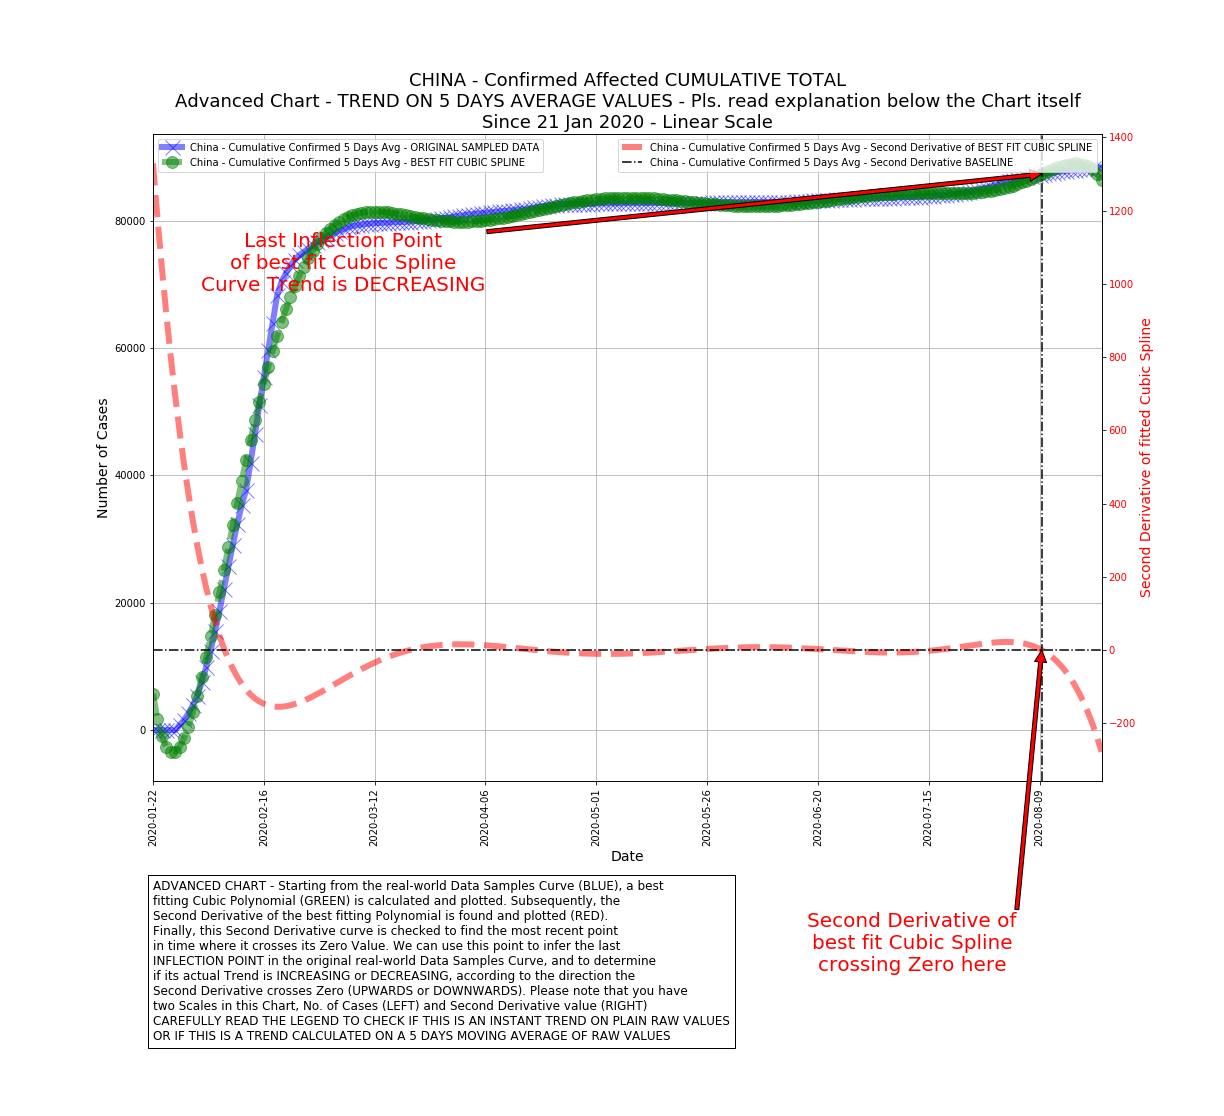 CHINA - Confirmed Affected CUMULATIVE TOTAL
Advanced Chart - TREND ON 5 DAYS AVERAGE VALUES - Pls. read explanation below the Chart itself
Since 21 Jan 2020 - Linear Scale
China - Cumulative Confirmed 5 Days Avg - ORIGINAL SAMPLED DATA
China - Cumulative Confirmed 5 Days Avg - BEST FIT CUBIC SPLINE
China - Cumulative Confirmed 5 Days Avg - Second Derivative of BEST FIT CUBIC SPLINE
China - Cumulative Confirmed 5 Days Avg - Second Derivative BASELINE
Number of Cases
80000
60000
40000
20000
0
Last Inflection Point
of best fit Cubic Spline
Curve Trend is DECREASING
1400
1200
1000
800
600
400
200
0
−200
Second Derivative of fitted Cubic Spline
2020-01-22
2020-02-16
2020-03-12
2020-04-06
2020-05-01
2020-05-26
2020-06-20
2020-07-15
2020-08-09
Date
ADVANCED CHART - Starting from the real-world Data Samples Curve (BLUE), a best
fitting Cubic Polynomial (GREEN) is calculated and plotted. Subsequently, the
Second Derivative of the best fitting Polynomial is found and plotted (RED).
Finally, this Second Derivative curve is checked to find the most recent point
in time where it crosses its Zero Value. We can use this point to infer the last
INFLECTION POINT in the original real-world Data Samples Curve, and to determine
if its actual Trend is INCREASING or DECREASING, according to the direction the
Second Derivative crosses Zero (UPWARDS or DOWNWARDS). Please note that you have
two Scales in this Chart, No. of Cases (LEFT) and Second Derivative value (RIGHT)
CAREFULLY READ THE LEGEND TO CHECK IF THIS IS AN INSTANT TREND ON PLAIN RAW VALUES
OR IF THIS IS A TREND CALCULATED ON A 5 DAYS MOVING AVERAGE OF RAW VALUES
Second Derivative of
best fit Cubic Spline
crossing Zero here